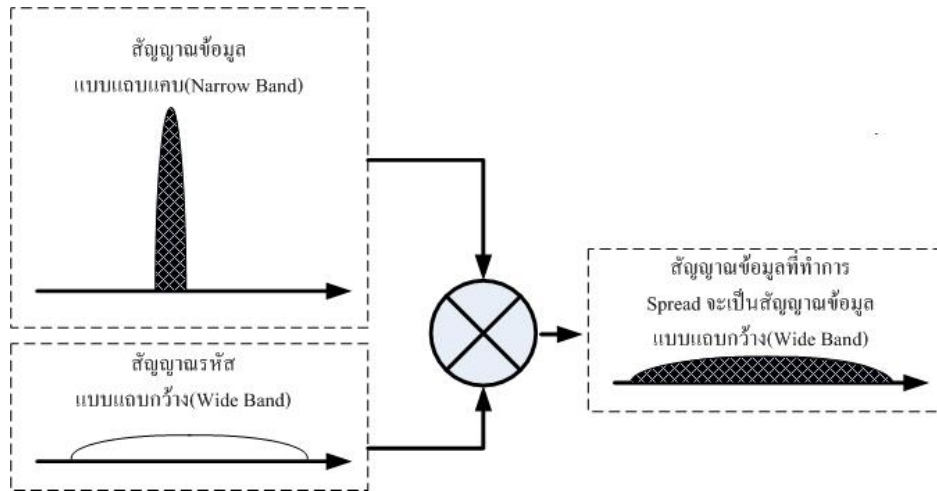 สัญญาณข้อมูล
แบบแถบแคบ(Narrow Band)
สัญญาณรหัส
แบบแถบกว้าง(Wide Band)
สัญญาณข้อมูลที่ทำการ
Spread จะเป็นสัญญาณข้อมูล
แบบแถบกว้าง(Wide Band)